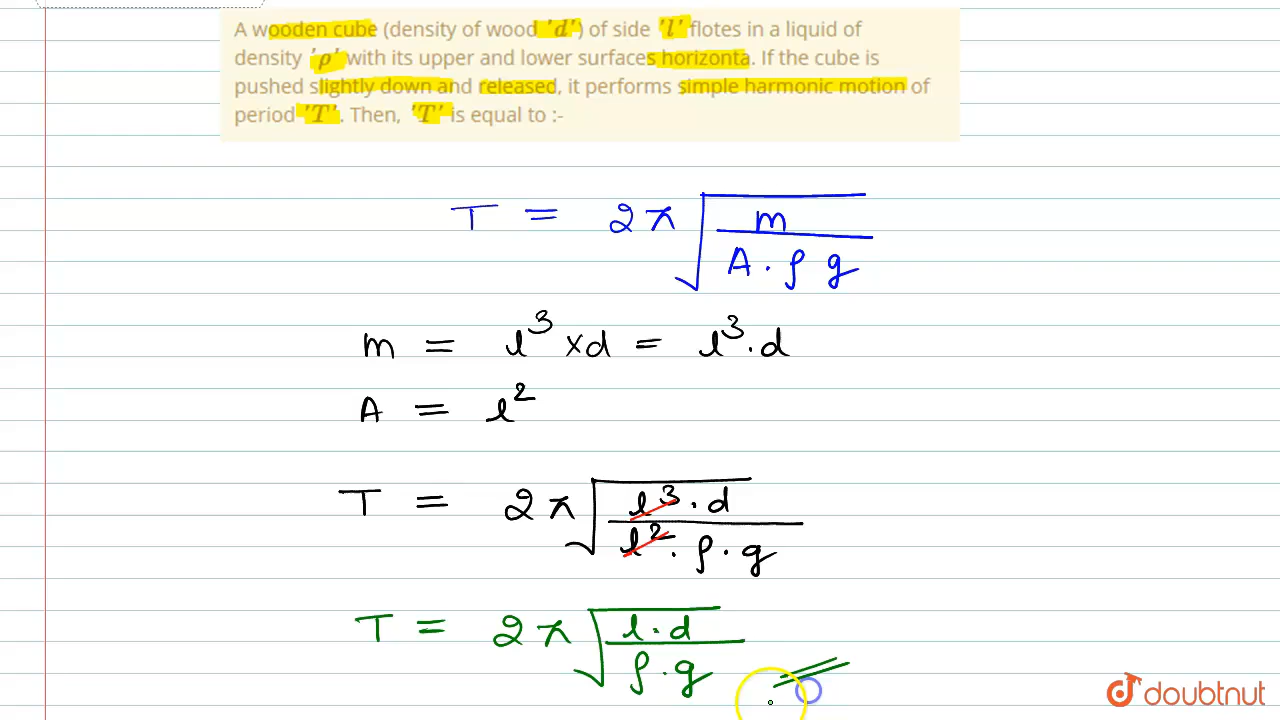 A wooden cube (density of wood 'd') of side 'l' flotes in a liquid of
density 'ρ' with its upper and lower surfaces horizonta. If the cube is
pushed slightly down and released, it performs simple harmonic motion of
period 'T'. Then, 'T' is equal to :-
T = 2π √(m / A · ρ g)
m = l³ × d = l³ · d
A = l²
T = 2π √(l³ · d / l² · ρ · g)
T = 2π √(l · d / ρ · g)
doubtnut